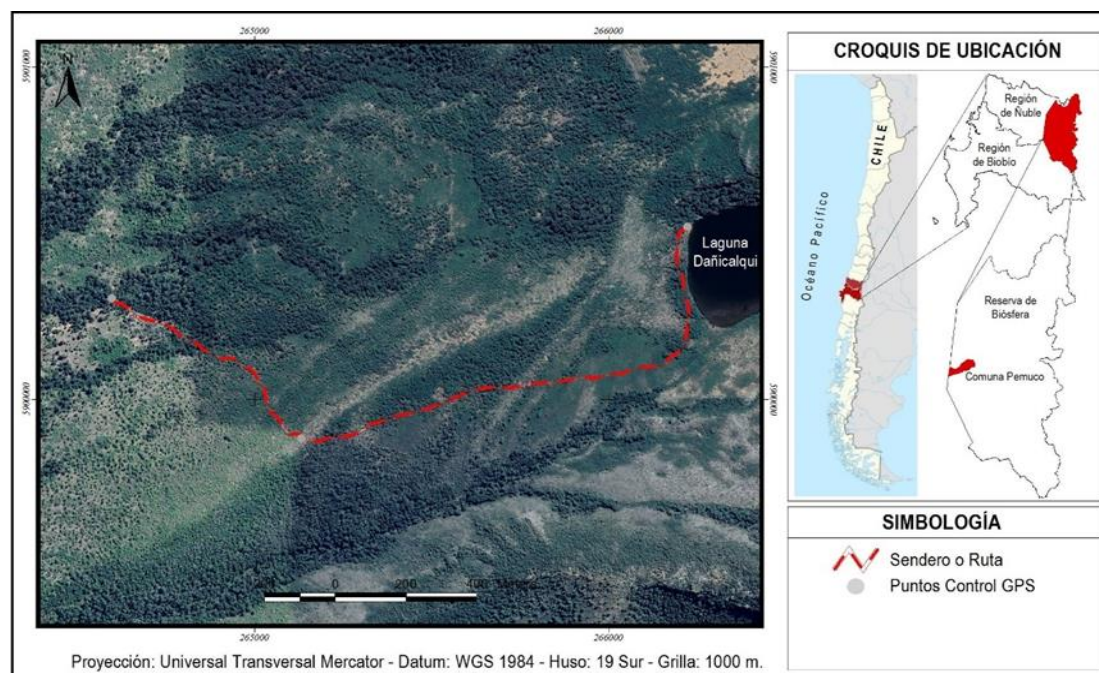 265000
266000
5901000
5901000
N
Laguna
Dañicalqui
5900000
5900000
200
0
200
400 Meters
265000
266000
Proyección: Universal Transversal Mercator - Datum: WGS 1984 - Huso: 19 Sur - Grilla: 1000 m.
CROQUIS DE UBICACIÓN
Océano Pacífico
CHILE
Región
de Ñuble
Región
de Biobío
Reserva de
Biósfera
Comuna Pemuco
SIMBOLOGÍA
Sendero o Ruta
Puntos Control GPS